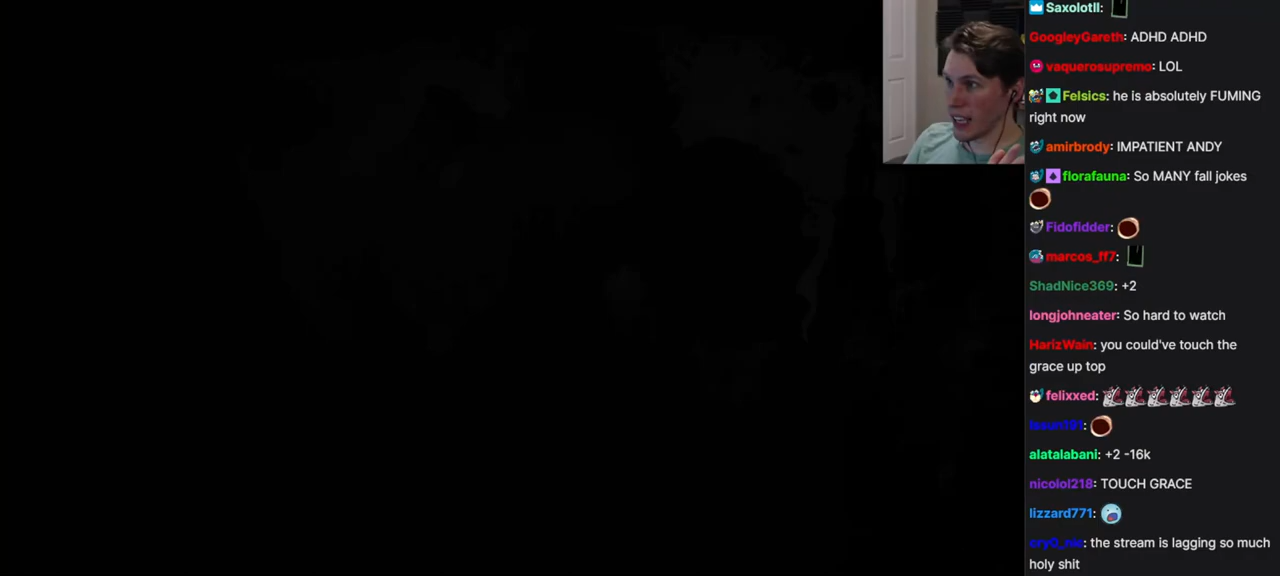 Saxolotll:
GoogleyGareth: ADHD ADHD
vaquerosupremo: LOL
Felsics: he is absolutely FUMING
right now
amirbrody: IMPATIENT ANDY
florafauna: So MANY fall jokes
Fidofidder:
marcos_ff7:
ShadNice369: +2
longjohneater: So hard to watch
HarizWain: you could've touch the
grace up top
felixxed:
alatalabani: +2 -16k
nicolol218: TOUCH GRACE
lizzard771:
the stream is lagging so much
holy shit